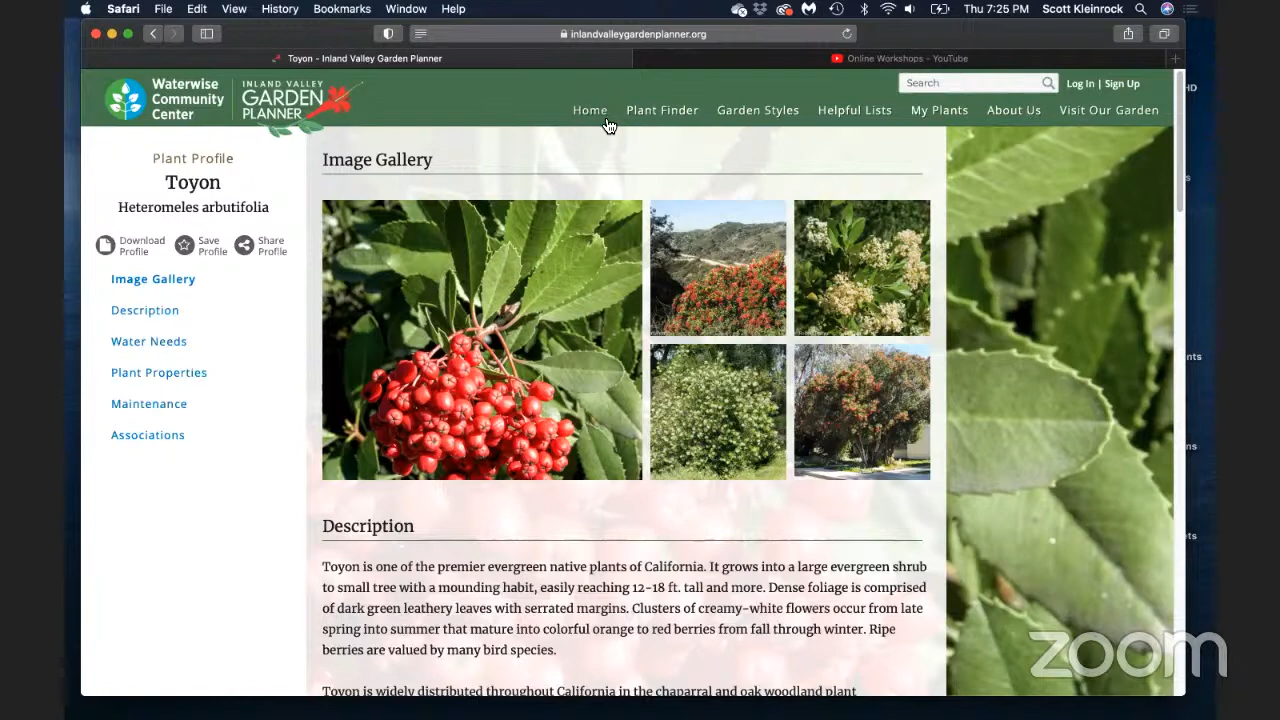 Safari File Edit View History Bookmarks Window Help Thu 7:25 PM Scott Kleinrock
inlandvalleygardenplanner.org
Toyon - Inland Valley Garden Planner
Online Workshops - YouTube
Waterwise
Community
Center
INLAND VALLEY
GARDEN
PLANNER
Search
Log In | Sign Up
Home Plant Finder Garden Styles Helpful Lists My Plants About Us Visit Our Garden
Plant Profile
Toyon
Heteromeles arbutifolia
Download
Profile
Save
Profile
Share
Profile
Image Gallery
Description
Water Needs
Plant Properties
Maintenance
Associations
Image Gallery
Description
Toyon is one of the premier evergreen native plants of California. It grows into a large evergreen shrub
to small tree with a mounding habit, easily reaching 12-18 ft. tall and more. Dense foliage is comprised
of dark green leathery leaves with serrated margins. Clusters of creamy-white flowers occur from late
spring into summer that mature into colorful orange to red berries from fall through winter. Ripe
berries are valued by many bird species.
Toyon is widely distributed throughout California in the chaparral and oak woodland plant
HD
zoom